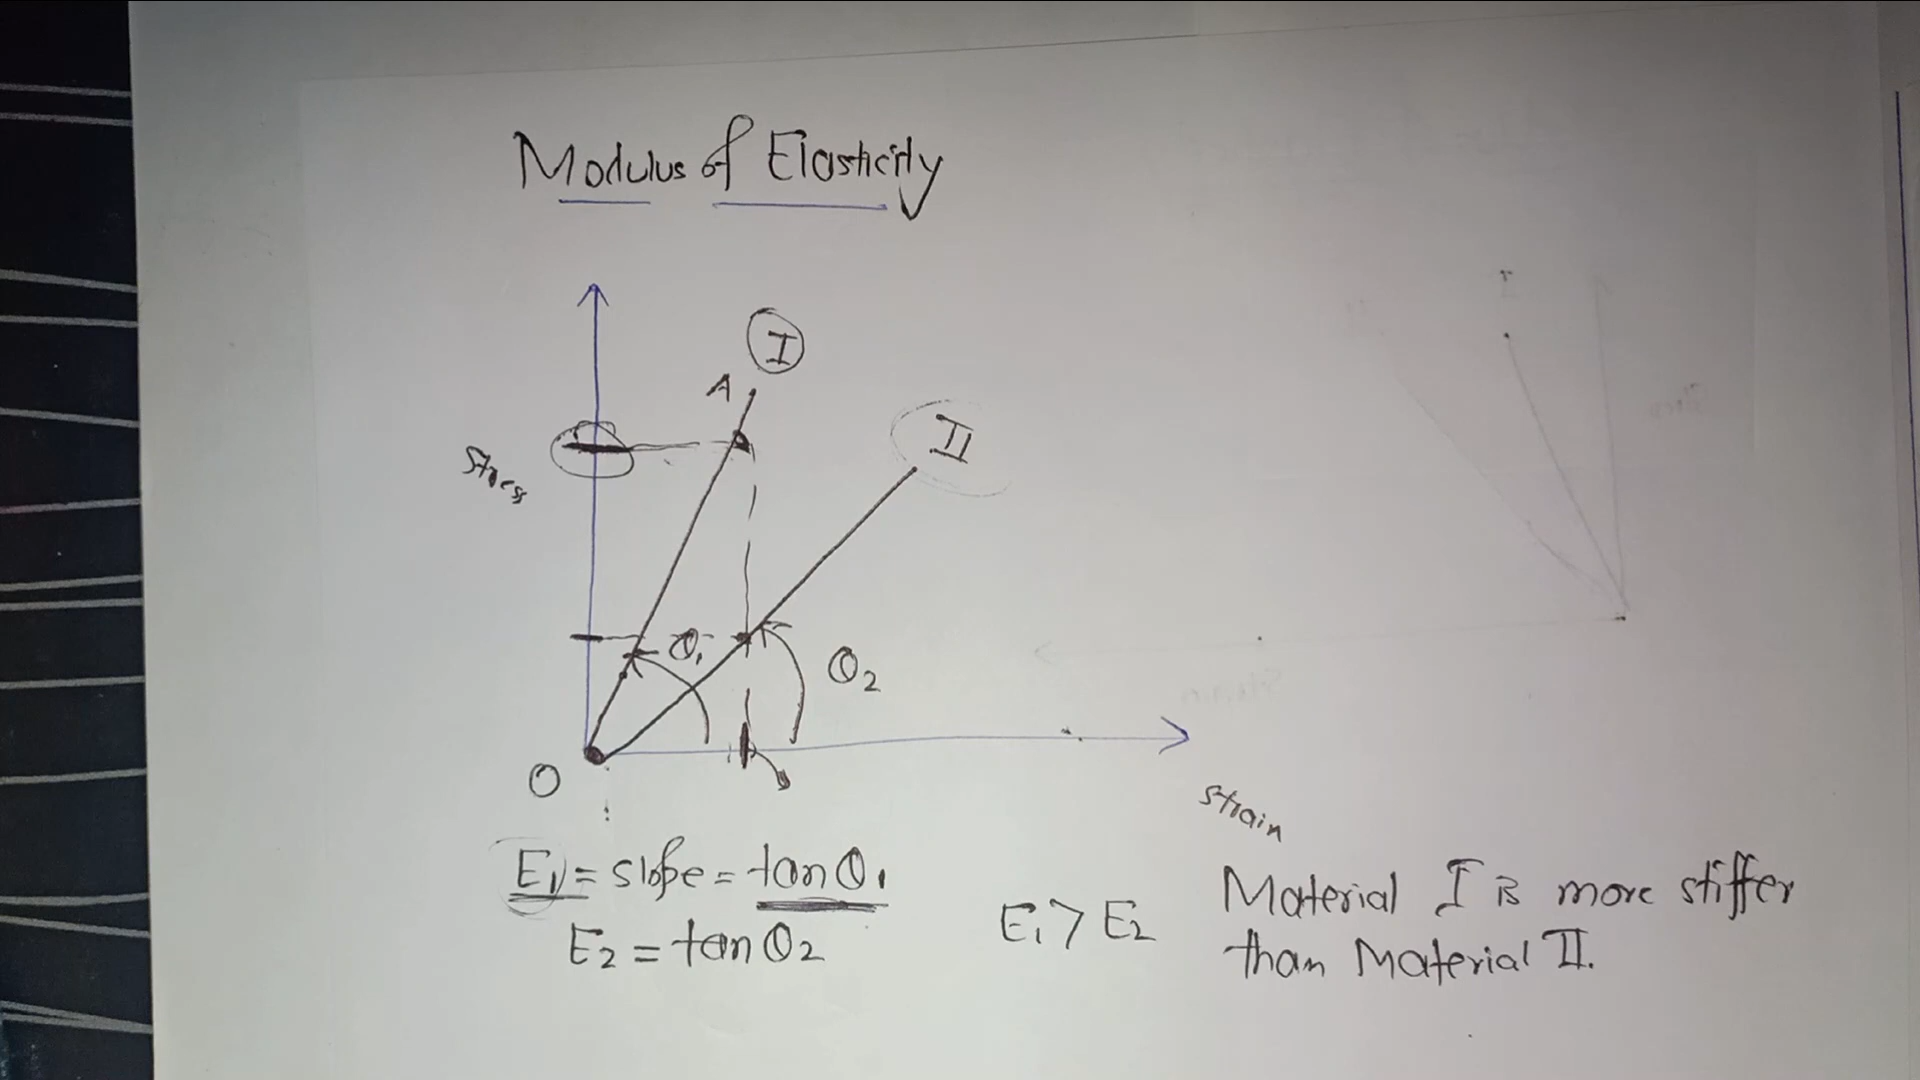 Modulus of Elasticity
I
A
II
Stress
θ1
θ2
O
Strain
E1 = slope = tan θ1
E2 = tan θ2
E1 > E2
Material I is more stiffer
than Material II.